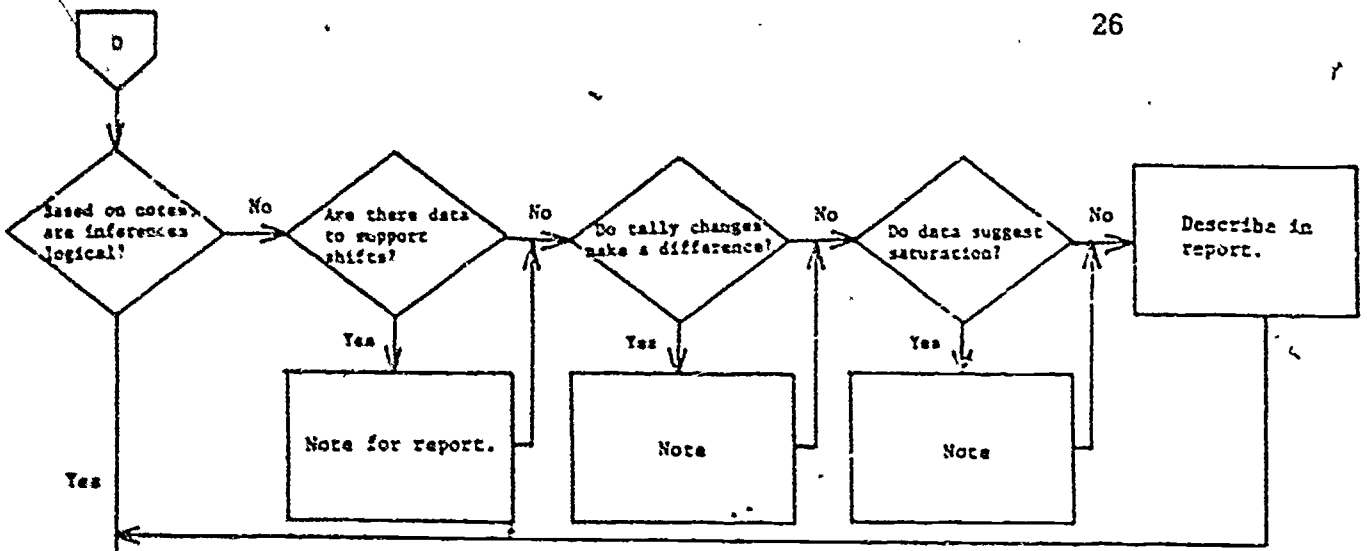 26
D
Based on notes,
are inferences
logical?
No
Are there data
to support
shifts?
No
Do tally changes
make a difference?
No
Do data suggest
saturation?
No
Describe in
report.
Yes
Yes
Yes
Note for report.
Note
Note
Yes